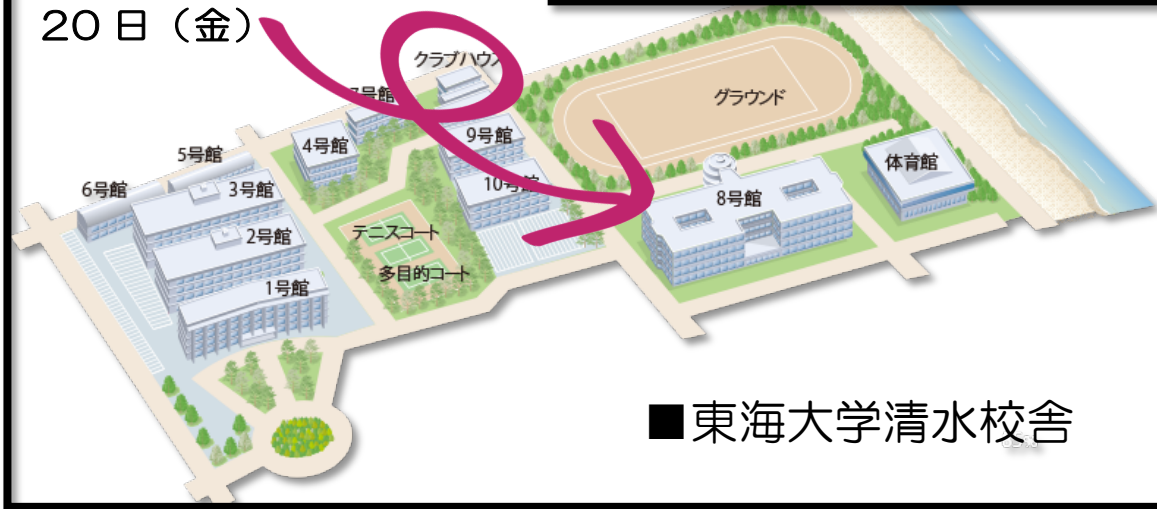 20日（金）
クラブハウス
7号館
グラウンド
9号館
4号館
5号館
体育館
10号館
6号館
3号館
8号館
テニスコート
2号館
多目的コート
1号館
■東海大学清水校舎